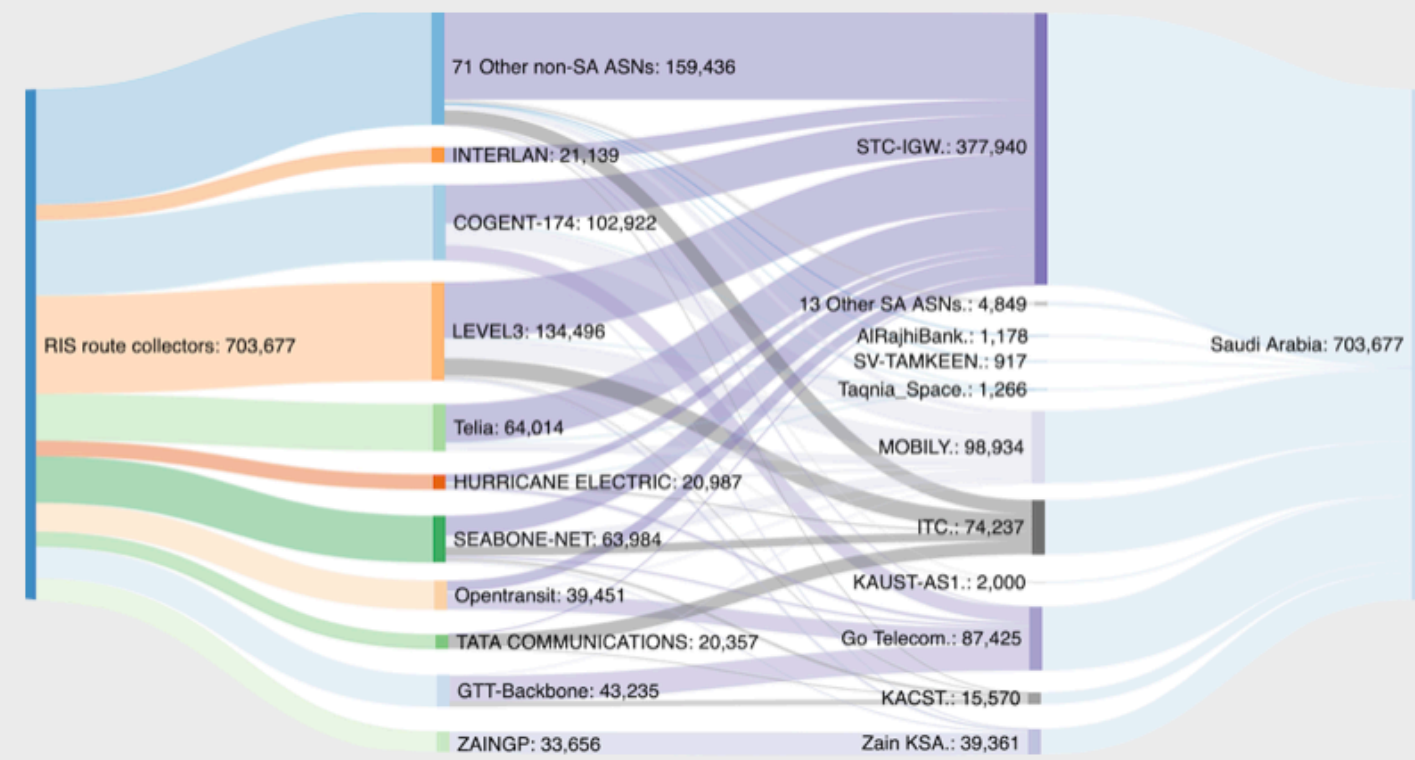 RIS route collectors: 703,677
71 Other non-SA ASNs: 159,436
INTERLAN: 21,139
COGENT-174: 102,922
LEVEL3: 134,496
Telia: 64,014
HURRICANE ELECTRIC: 20,987
SEABONE-NET: 63,984
Opentransit: 39,451
TATA COMMUNICATIONS: 20,357
GTT-Backbone: 43,235
ZAINGP: 33,656
STC-IGW.: 377,940
13 Other SA ASNs.: 4,849
AlRajhiBank.: 1,178
SV-TAMKEEN.: 917
Taqnia_Space.: 1,266
MOBILY.: 98,934
ITC.: 74,237
KAUST-AS1.: 2,000
Go Telecom.: 87,425
KACST.: 15,570
Zain KSA.: 39,361
Saudi Arabia: 703,677